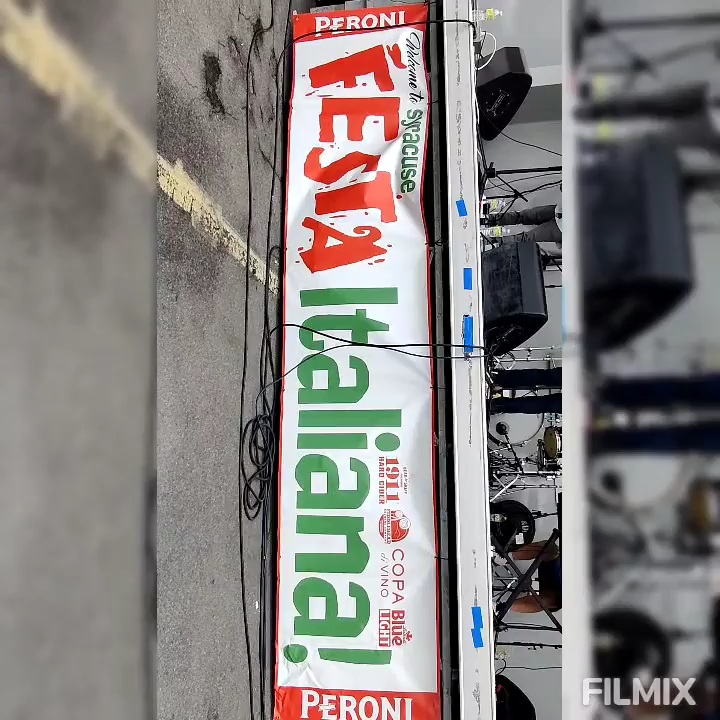 PERONI
Welcome to Syracuse
FESTA Italiana!
1911
HARD CIDER
COPA
di VINO
Blue
LIGHT
PERONI
FILMIX